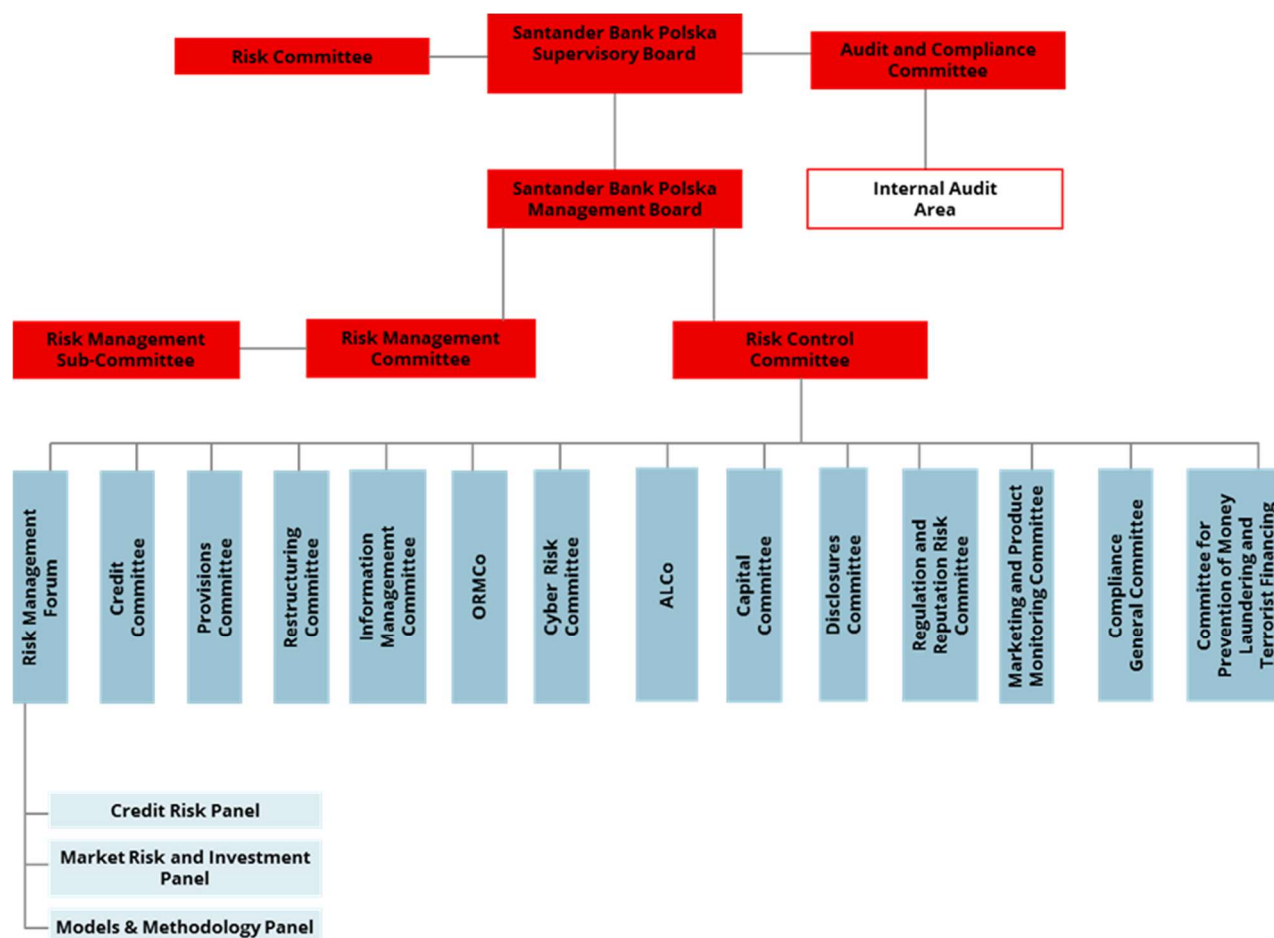 Santander Bank Polska
Supervisory Board
Risk Committee
Audit and Compliance
Committee
Santander Bank Polska
Management Board
Internal Audit
Area
Risk Management
Sub-Committee
Risk Management
Committee
Risk Control
Committee
Risk Management
Forum
Credit
Committee
Provisions
Committee
Restructuring
Committee
Information
Management
Committee
ORMCo
Cyber Risk
Committee
ALCo
Capital
Committee
Disclosures
Committee
Regulation and
Reputation Risk
Committee
Marketing and Product
Monitoring Committee
Compliance
General Committee
Committee for
Prevention of Money
Laundering and
Terrorist Financing
Credit Risk Panel
Market Risk and Investment
Panel
Models & Methodology Panel